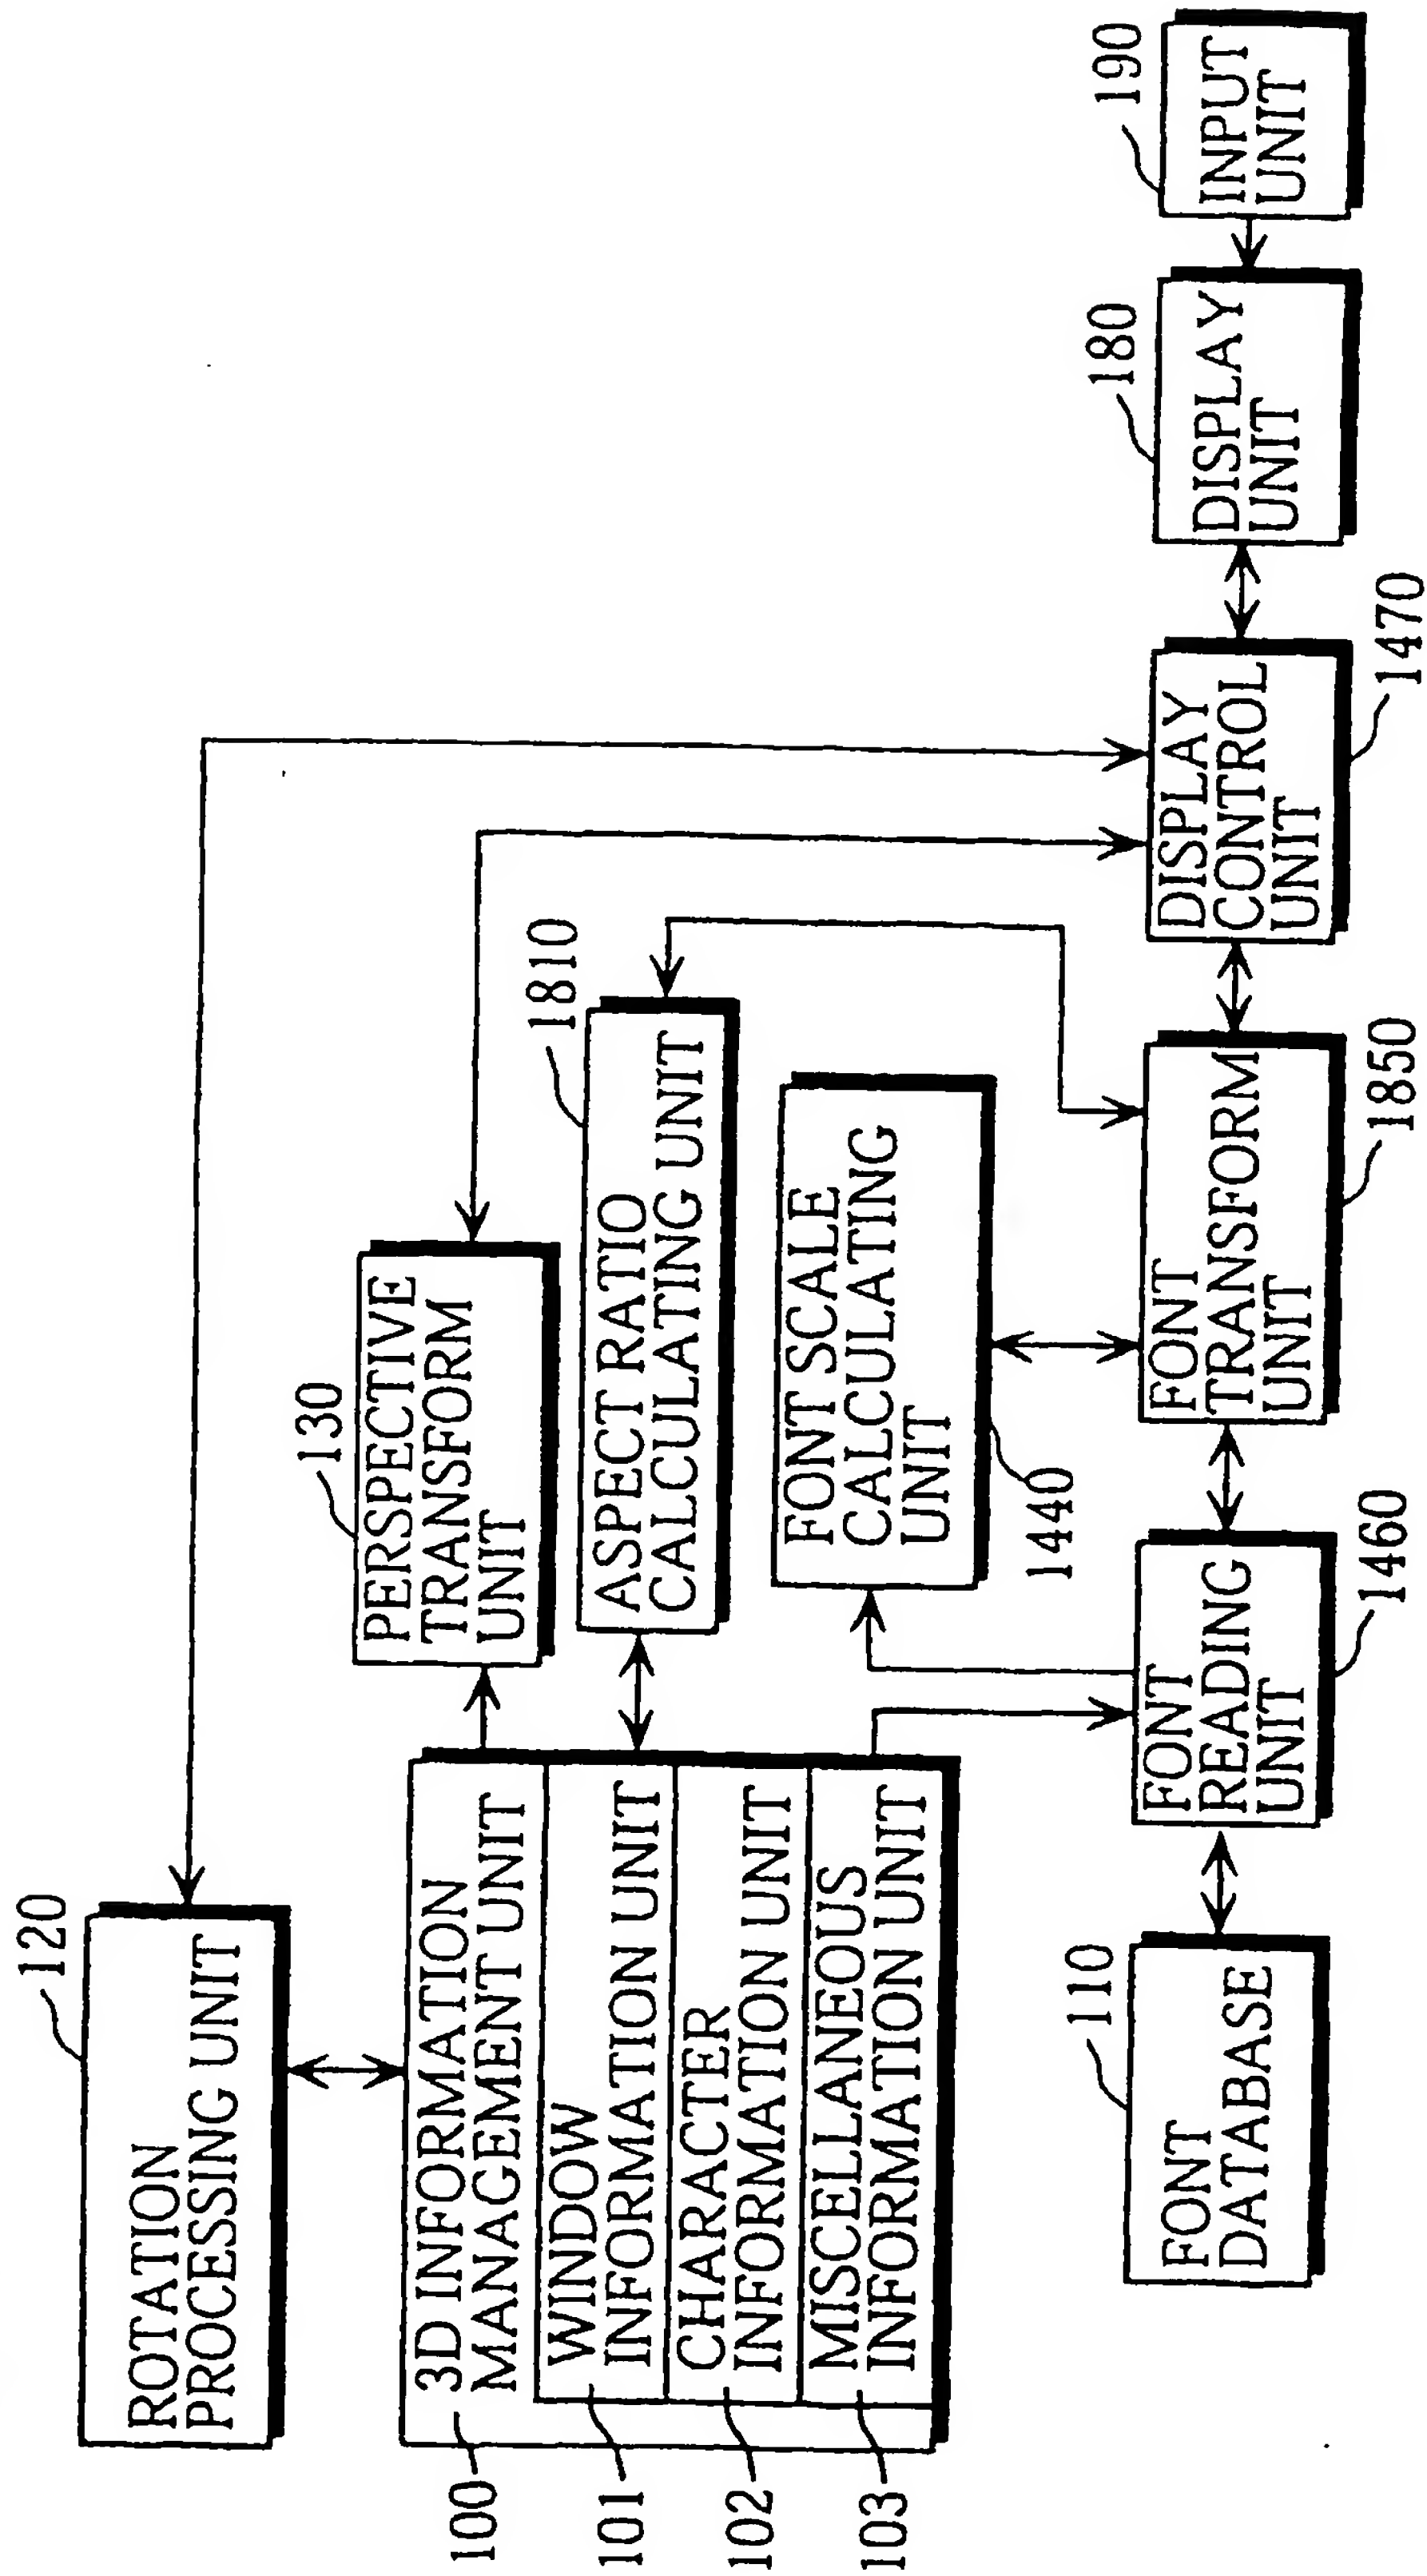 120
ROTATION
PROCESSING UNIT
100
3D INFORMATION
MANAGEMENT UNIT
101
WINDOW
INFORMATION UNIT
102
CHARACTER
INFORMATION UNIT
103
MISCELLANEOUS
INFORMATION UNIT
130
PERSPECTIVE
TRANSFORM
UNIT
1810
ASPECT RATIO
CALCULATING UNIT
FONT SCALE
CALCULATING
UNIT
1440
110
FONT
DATABASE
FONT
READING
UNIT
1460
FONT
TRANSFORM
UNIT
1850
DISPLAY
CONTROL
UNIT
1470
180
DISPLAY
UNIT
190
INPUT
UNIT